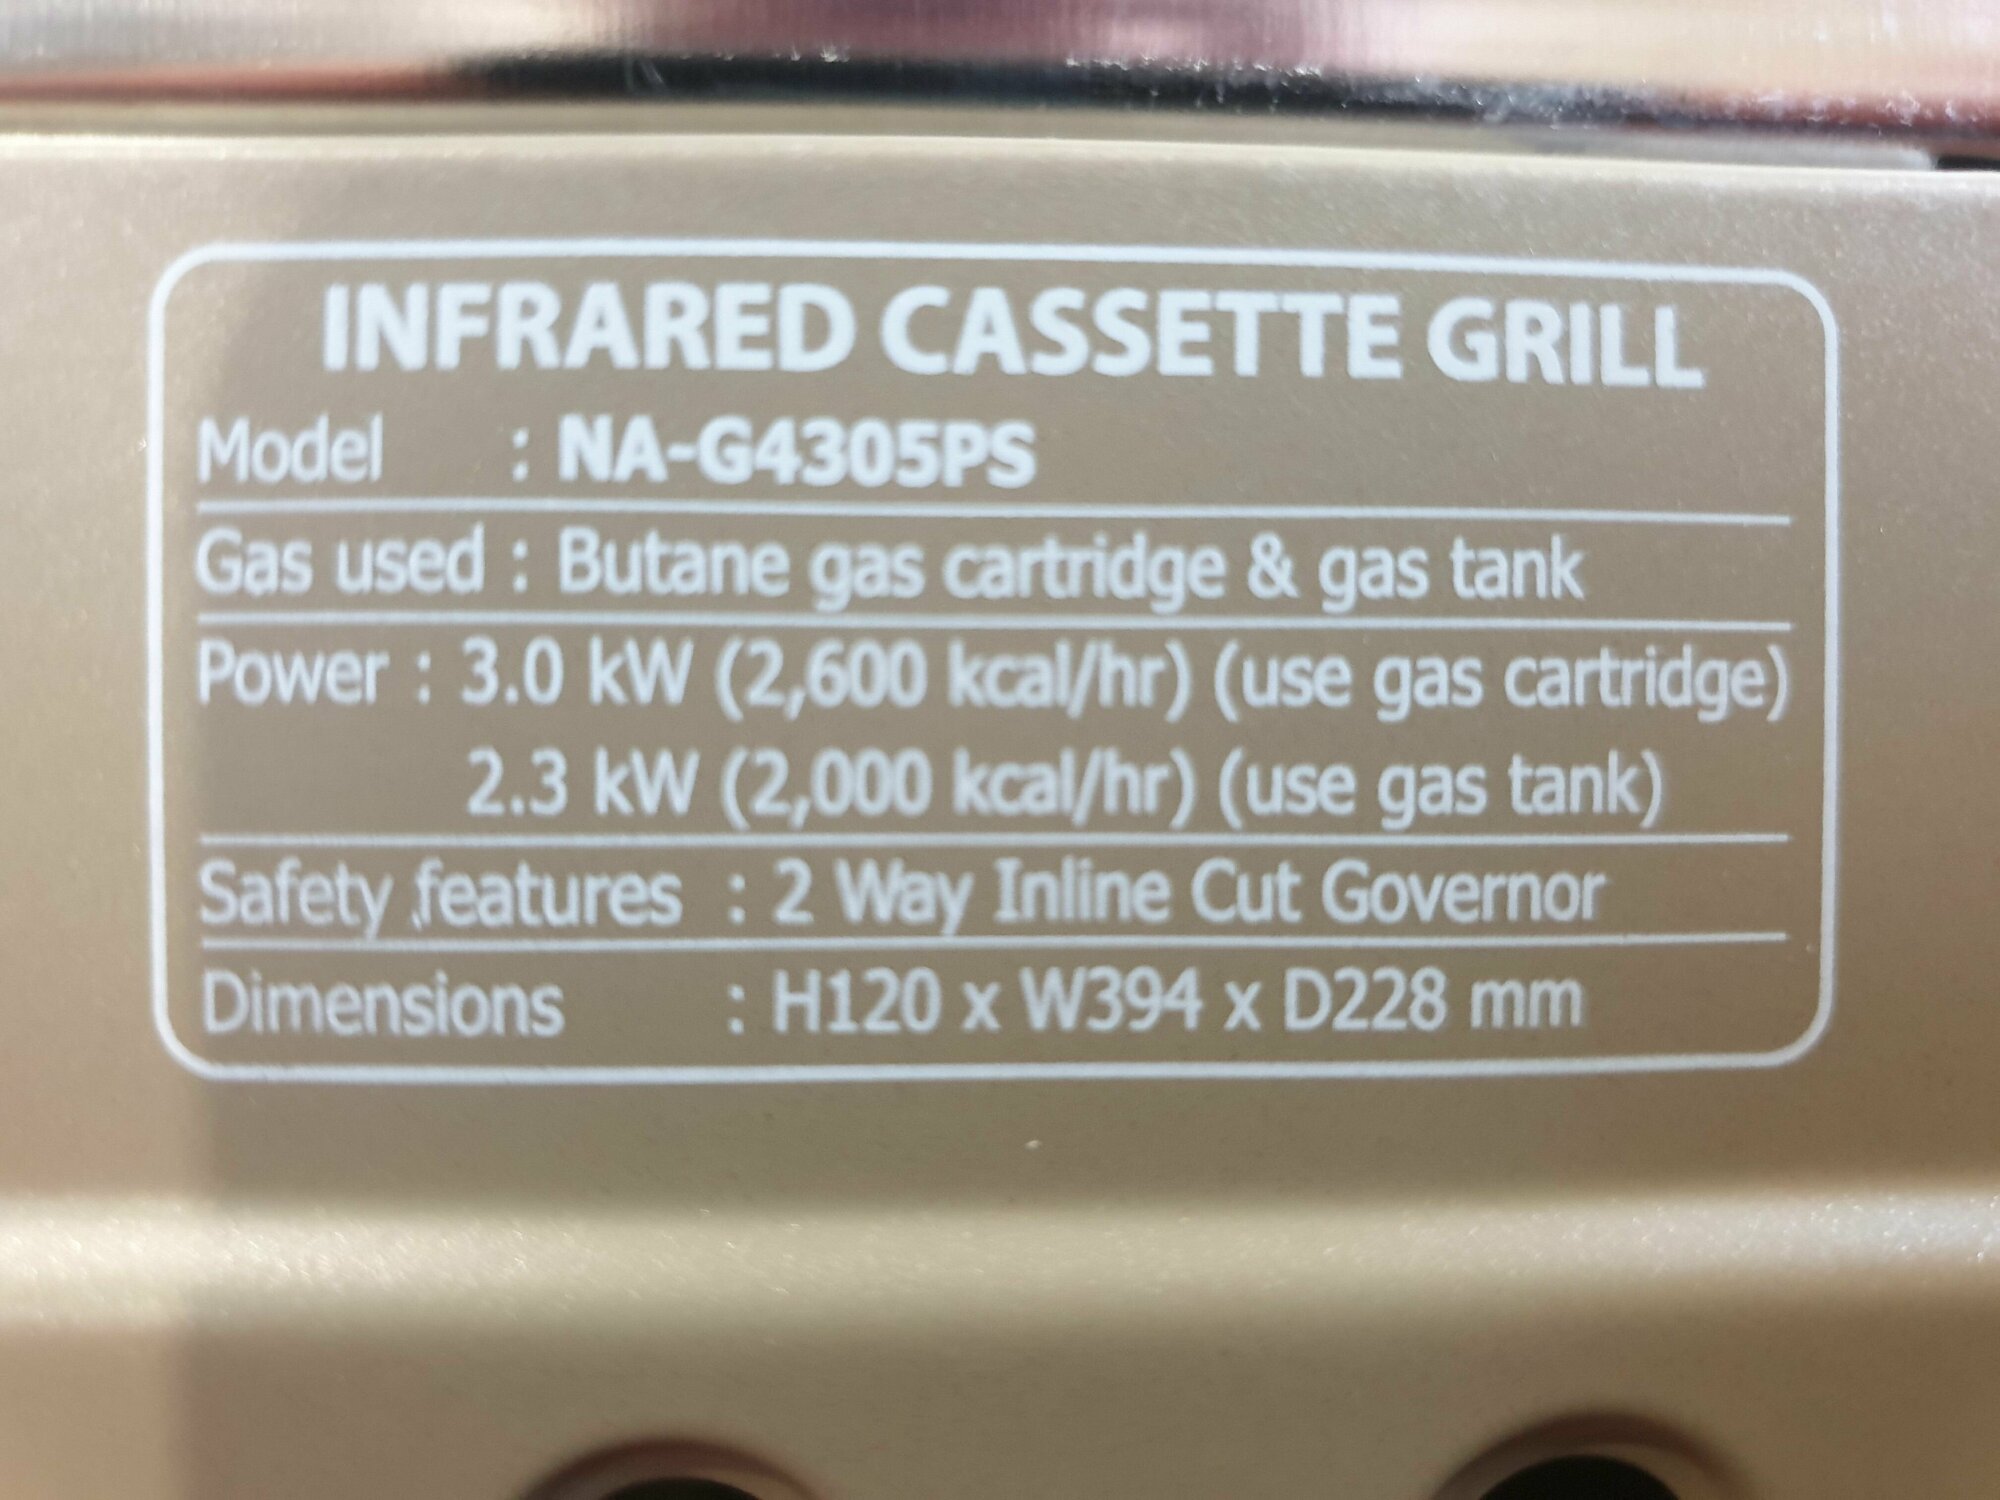 INFRARED CASSETTE GRILL
Model : NA-G4305PS
Gas used : Butane gas cartridge & gas tank
Power : 3.0 kW (2,600 kcal/hr) (use gas cartridge)
2.3 kW (2,000 kcal/hr) (use gas tank)
Safety features : 2 Way Inline Cut Governor
Dimensions : H120 x W394 x D228 mm